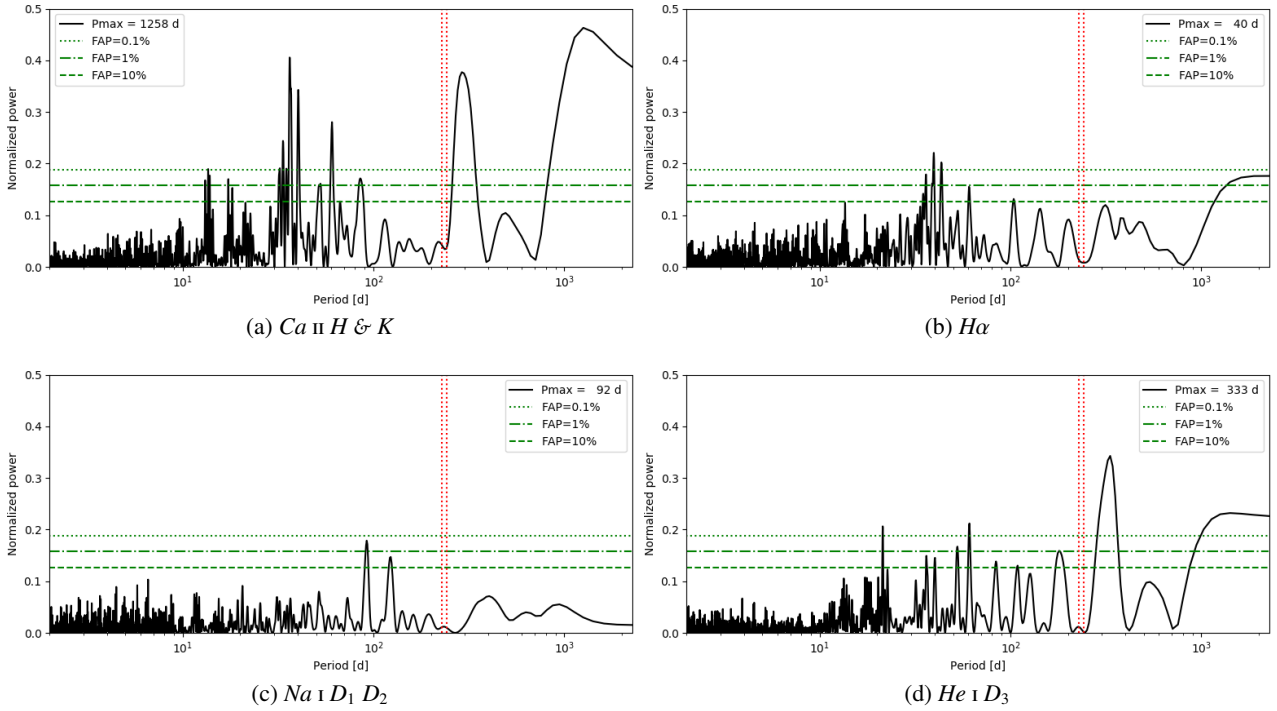 0.5
0.4
0.3
0.2
0.1
0.0
Normalized power
Pmax = 1258 d
FAP=0.1%
FAP=1%
FAP=10%
10¹
10²
10³
Period [d]
(a) Ca II H & K
0.5
0.4
0.3
0.2
0.1
0.0
Normalized power
Pmax = 40 d
FAP=0.1%
FAP=1%
FAP=10%
10¹
10²
10³
Period [d]
(b) Hα
0.5
0.4
0.3
0.2
0.1
0.0
Normalized power
Pmax = 92 d
FAP=0.1%
FAP=1%
FAP=10%
10¹
10²
10³
Period [d]
(c) Na I D₁ D₂
0.5
0.4
0.3
0.2
0.1
0.0
Normalized power
Pmax = 333 d
FAP=0.1%
FAP=1%
FAP=10%
10¹
10²
10³
Period [d]
(d) He I D₃